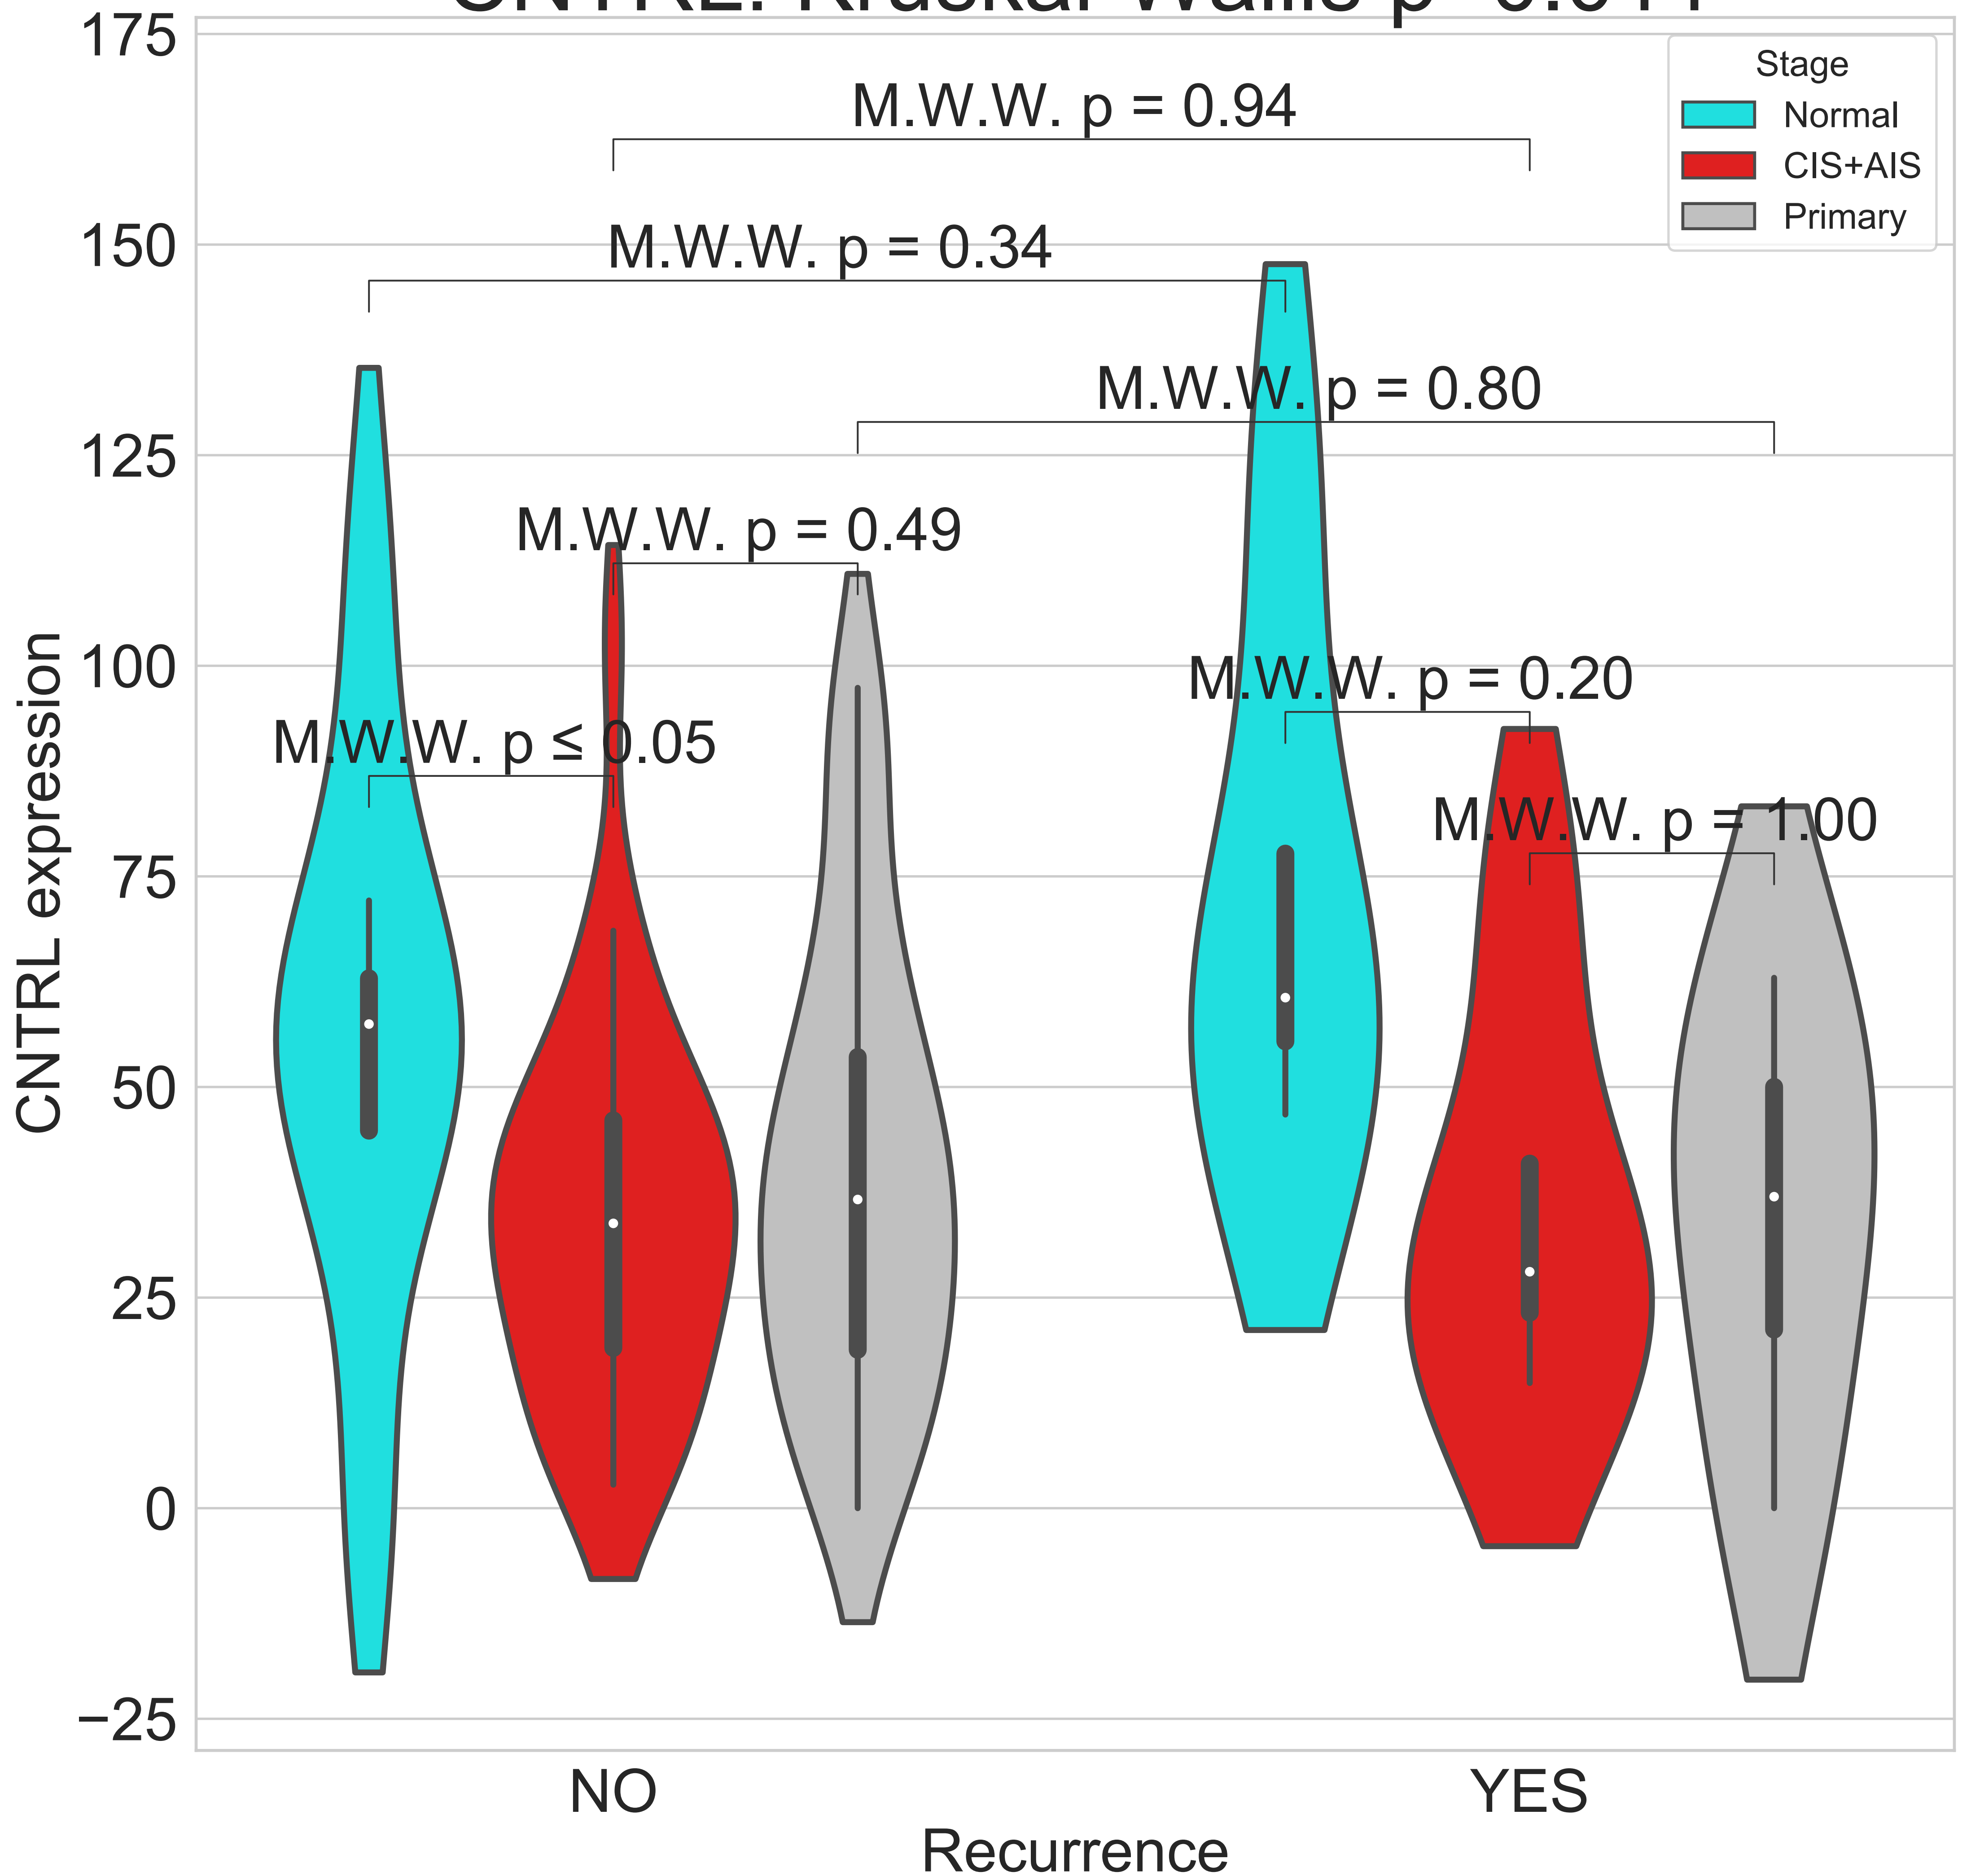 175
Stage
Normal
CIS+AIS
Primary
M.W.W. p = 0.94
150
M.W.W. p = 0.34
M.W.W. p = 0.80
125
M.W.W. p = 0.49
100
M.W.W. p = 0.20
M.W.W. p ≤ 0.05
M.W.W. p = 1.00
75
50
25
0
−25
CNTRL expression
NO
YES
Recurrence